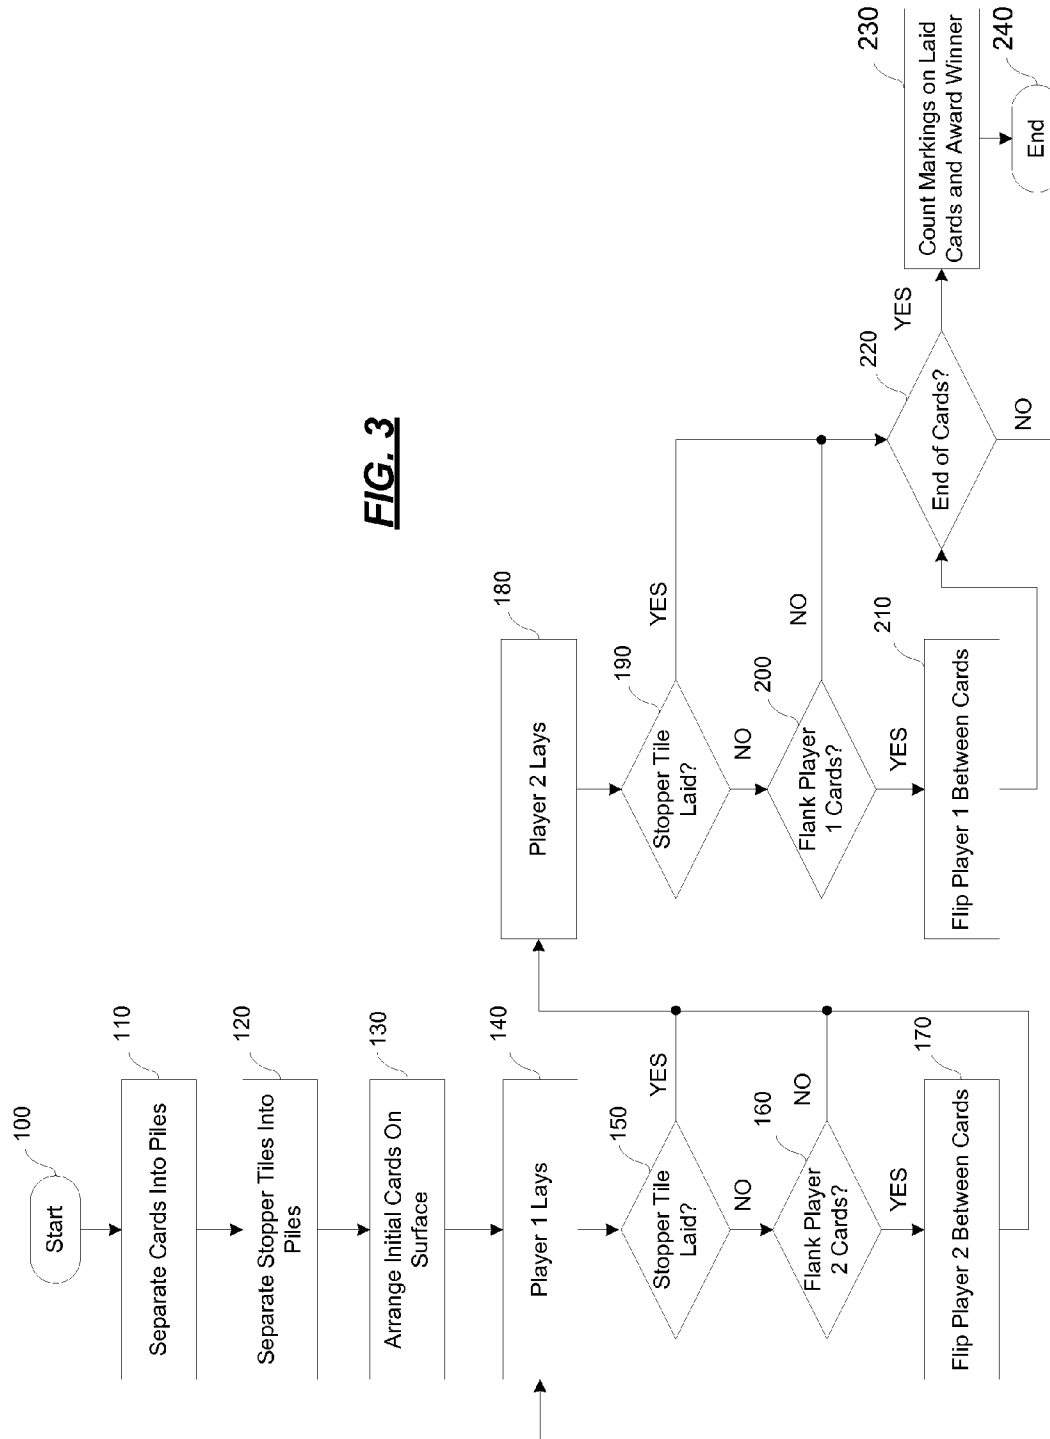 100
Start
110
Separate Cards Into Piles
120
Separate Stopper Tiles Into
Piles
130
Arrange Initial Cards On
Surface
140
Player 1 Lays
150
Stopper Tile
Laid?
YES
NO
160
Flank Player
2 Cards?
NO
YES
170
Flip Player 2 Between Cards
180
Player 2 Lays
190
Stopper Tile
Laid?
YES
NO
200
Flank Player
1 Cards?
NO
YES
210
Flip Player 1 Between Cards
FIG. 3
220
End of Cards?
YES
NO
230
Count Markings on Laid
Cards and Award Winner
240
End